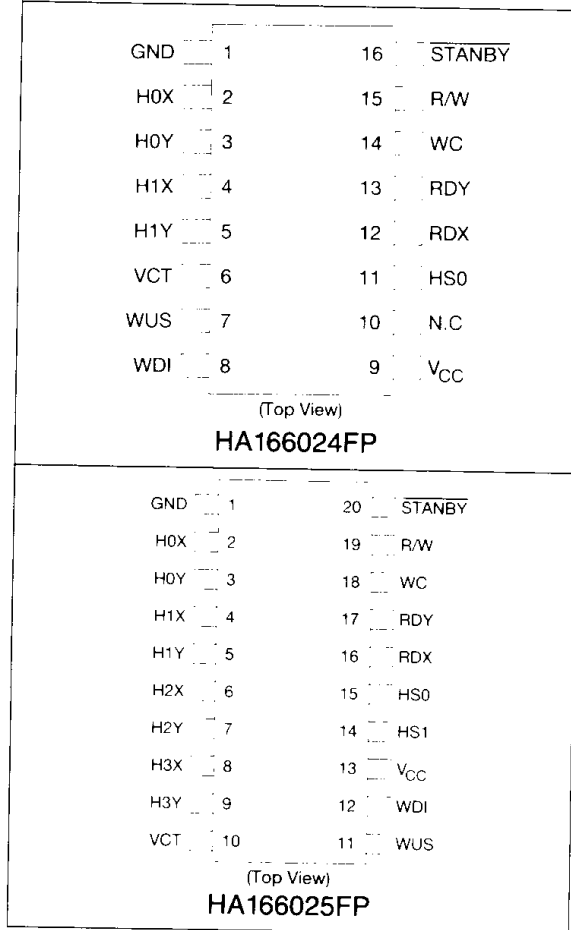 GND 1 16 STANBY
H0X 2 15 R/W
H0Y 3 14 WC
H1X 4 13 RDY
H1Y 5 12 RDX
VCT 6 11 HS0
WUS 7 10 N.C
WDI 8 9 VCC
(Top View)
HA166024FP
GND 1 20 STANBY
H0X 2 19 R/W
H0Y 3 18 WC
H1X 4 17 RDY
H1Y 5 16 RDX
H2X 6 15 HS0
H2Y 7 14 HS1
H3X 8 13 VCC
H3Y 9 12 WDI
VCT 10 11 WUS
(Top View)
HA166025FP